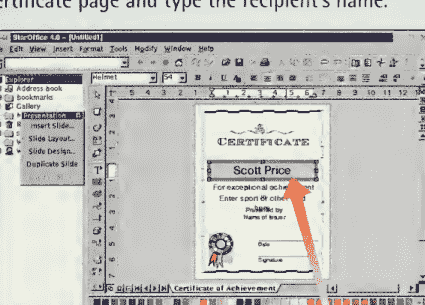 certificate page and type the recipient's name.
StarOffice 4.0 - [Untitled1]
Edit View Insert Format Tools Modify Window Help
Explorer
Helmet
54
Address book
bookmarks
Gallery
Presentation
Insert Slide...
Slide Layout...
Slide Design...
Duplicate Slide
CERTIFICATE
Scott Price
For exceptional achievement
Enter sport or other
Presented by
Name of Issuer
Date
Signature
Certificate of Achievement